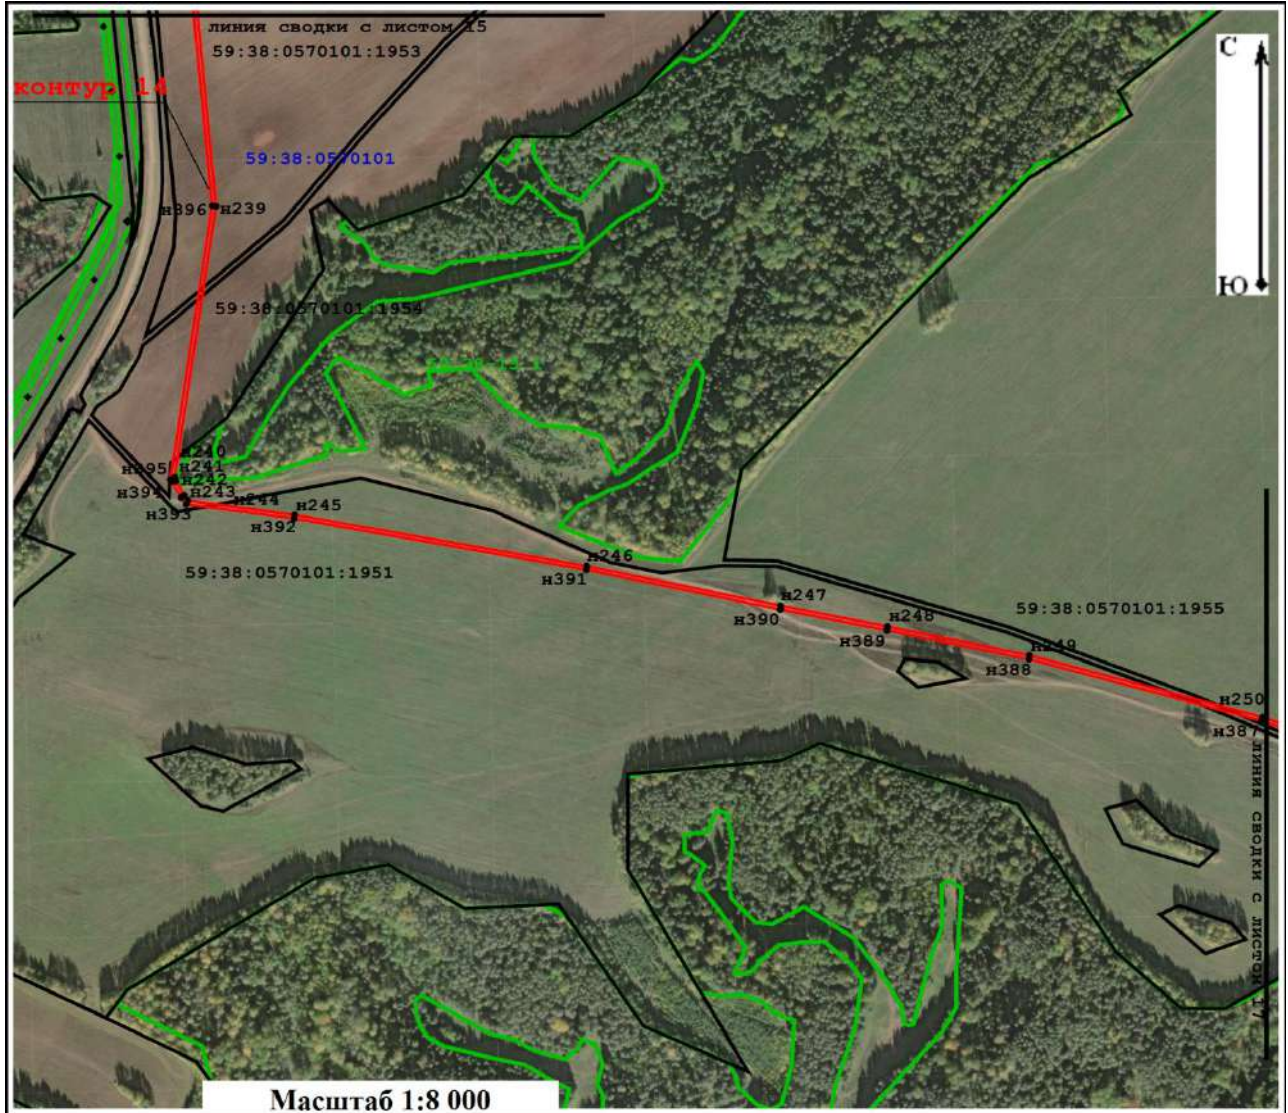 линия сводки с листом 15
59:38:0570101:1953
С
контур 14
59:38:0570101
н396
н239
Ю
59:38:0570101:1954
н240
н295
н241
н242
н394
н243
н244
н393
н245
н392
н246
59:38:0570101:1951
н391
н247
н390
59:38:0570101:1955
н248
н389
н249
н388
н250
н387
линия сводки с листом 17
Масштаб 1:8 000